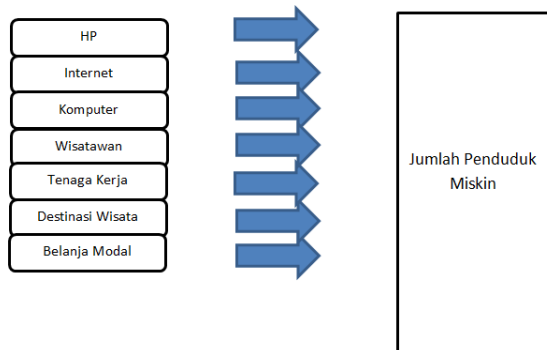 HP
Internet
Komputer
Wisatawan
Tenaga Kerja
Destinasi Wisata
Belanja Modal
Jumlah Penduduk
Miskin